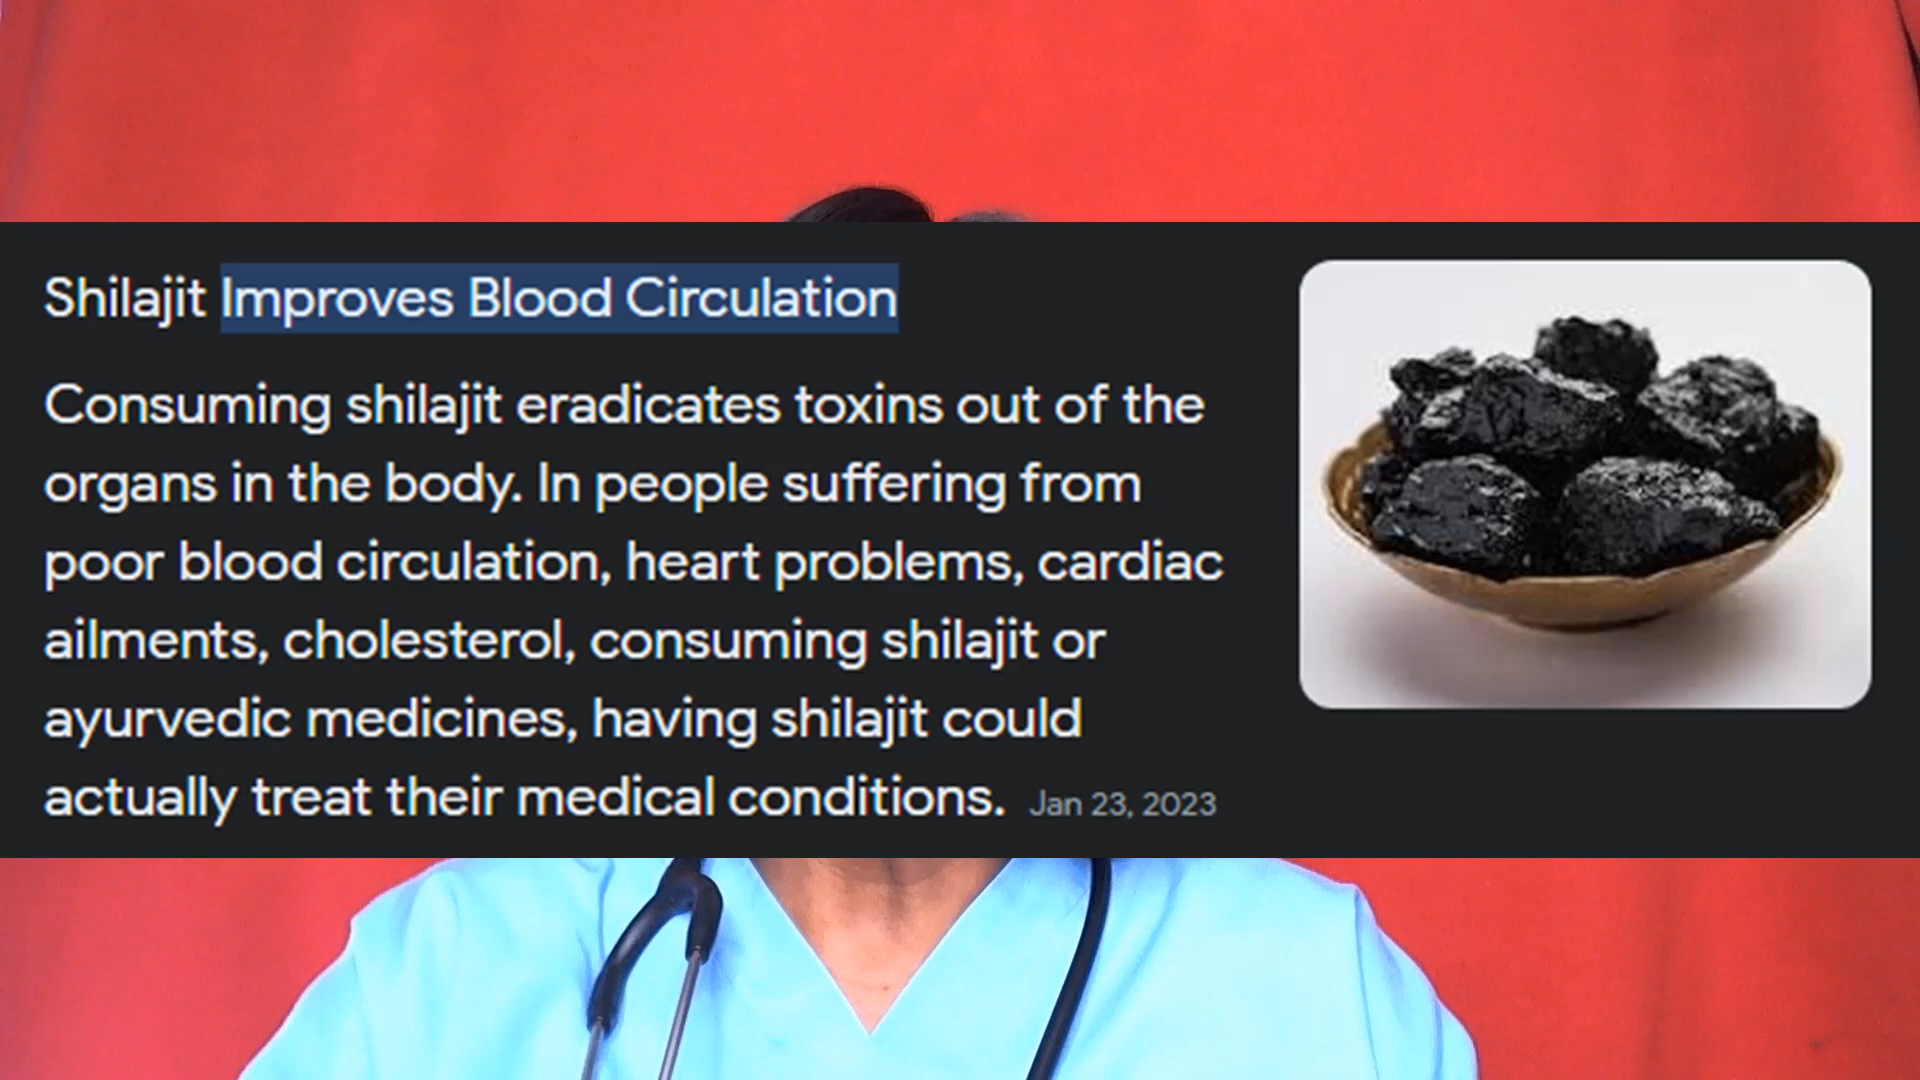 Shilajit Improves Blood Circulation
Consuming shilajit eradicates toxins out of the
organs in the body. In people suffering from
poor blood circulation, heart problems, cardiac
ailments, cholesterol, consuming shilajit or
ayurvedic medicines, having shilajit could
actually treat their medical conditions. Jan 23, 2023